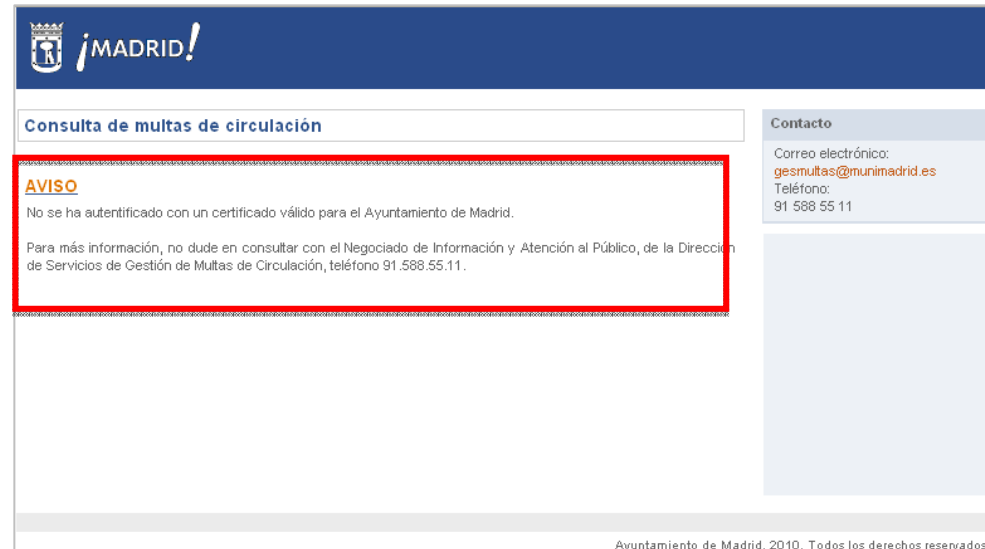 ¡MADRID!
Consulta de multas de circulación
AVISO
No se ha autentificado con un certificado válido para el Ayuntamiento de Madrid.
Para más información, no dude en consultar con el Negociado de Información y Atención al Público, de la Dirección
de Servicios de Gestión de Multas de Circulación, teléfono 91.588.55.11.
Contacto
Correo electrónico:
gesmultas@munimadrid.es
Teléfono:
91 588 55 11
Ayuntamiento de Madrid, 2010. Todos los derechos reservados